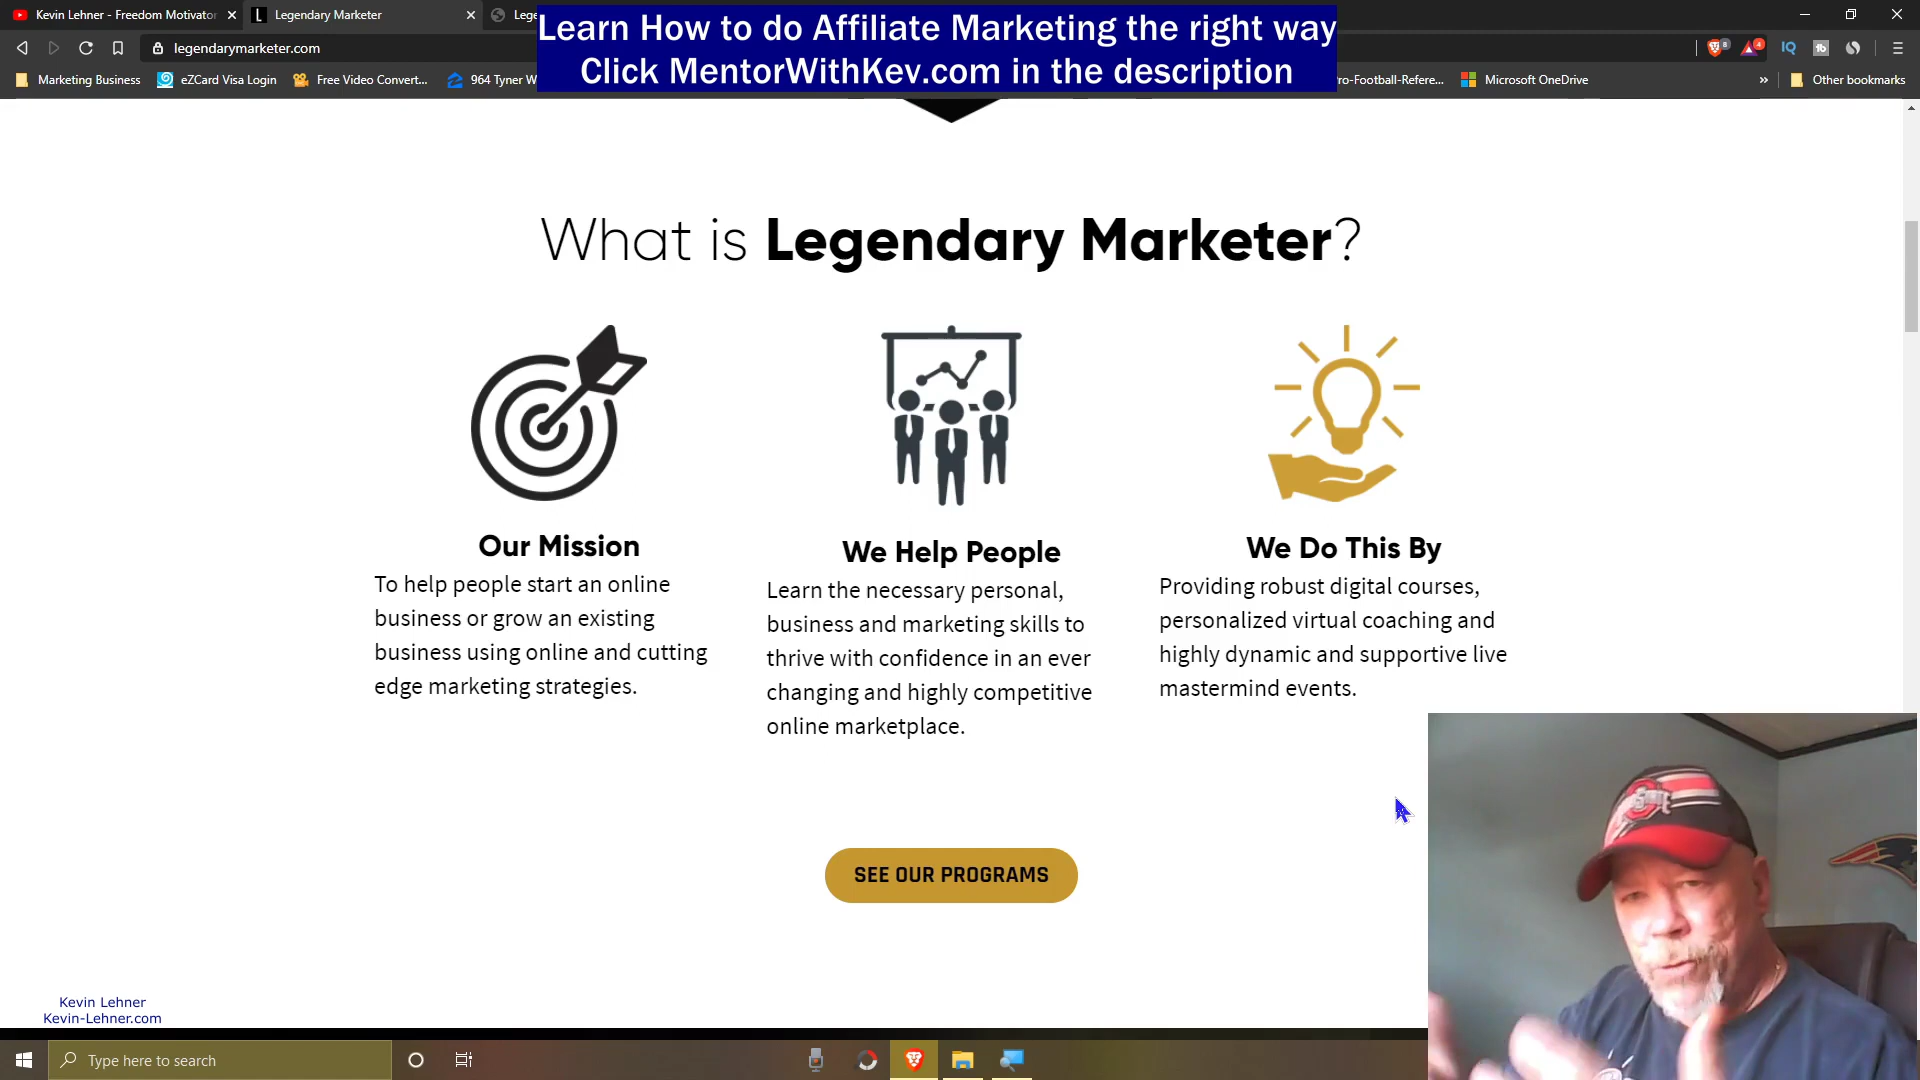 Kevin Lehner - Freedom Motivator
Legendary Marketer
Lege
Learn How to do Affiliate Marketing the right way
Click MentorWithKev.com in the description
legendarymarketer.com
8
4
IQ
Marketing Business
eZCard Visa Login
Free Video Convert...
964 Tyner W
ro-Football-Refere...
Microsoft OneDrive
»
Other bookmarks
What is Legendary Marketer?
Our Mission
To help people start an online
business or grow an existing
business using online and cutting
edge marketing strategies.
We Help People
Learn the necessary personal,
business and marketing skills to
thrive with confidence in an ever
changing and highly competitive
online marketplace.
We Do This By
Providing robust digital courses,
personalized virtual coaching and
highly dynamic and supportive live
mastermind events.
SEE OUR PROGRAMS
Kevin Lehner
Kevin-Lehner.com
Type here to search